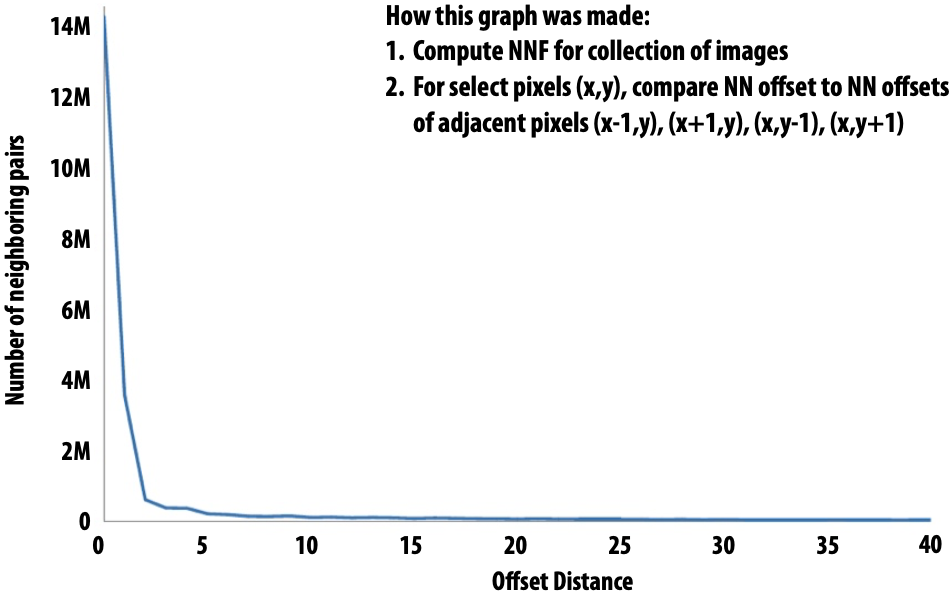 How this graph was made:
1. Compute NNF for collection of images
2. For select pixels (x,y), compare NN offset to NN offsets
of adjacent pixels (x-1,y), (x+1,y), (x,y-1), (x,y+1)
Number of neighboring pairs
14M
12M
10M
8M
6M
4M
2M
0
0 5 10 15 20 25 30 35 40
Offset Distance